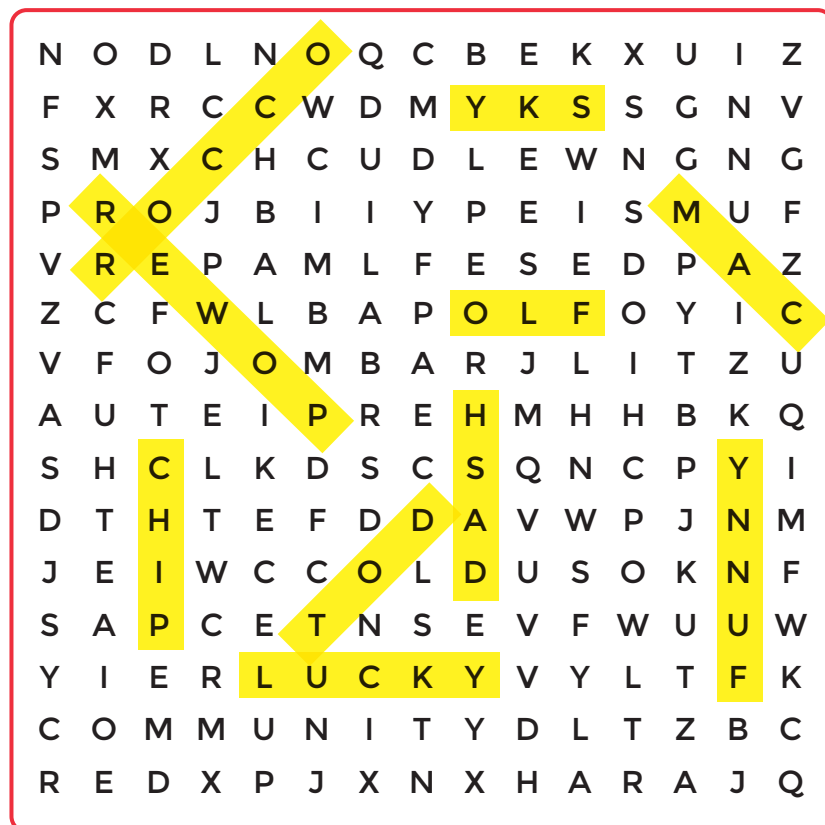 N O D L N O Q C B E K X U I Z
F X R C C W D M Y K S S G N V
S M X C H C U D L E W N G N G
P R O J B I I Y P E I S M U F
V R E P A M L F E S E D P A Z
Z C F W L B A P O L F O Y I C
V F O J O M B A R J L I T Z U
A U T E I P R E H M H H B K Q
S H C L K D S C S Q N C P Y I
D T H T E F D D A V W P J N M
J E I W C C O L D U S O K N F
S A P C E T N S E V F W U U W
Y I E R L U C K Y V Y L T F K
C O M M U N I T Y D L T Z B C
R E D X P J X N X H A R A J Q